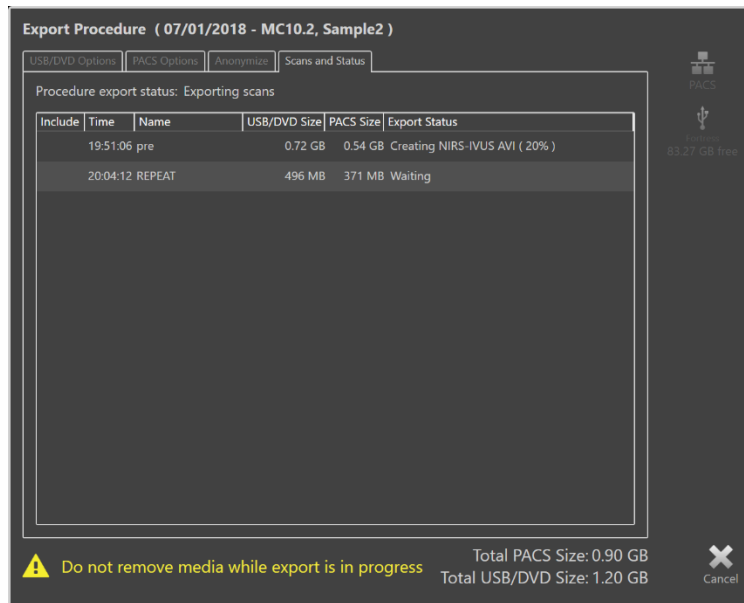 Export Procedure ( 07/01/2018 - MC10.2, Sample2 )
USB/DVD Options PACS Options Anonymize Scans and Status
Procedure export status: Exporting scans
Include Time Name USB/DVD Size PACS Size Export Status
19:51:06 pre 0.72 GB 0.54 GB Creating NIRS-IVUS AVI ( 20% )
20:04:12 REPEAT 496 MB 371 MB Waiting
PACS
83.27 GB free
Do not remove media while export is in progress
Total PACS Size: 0.90 GB
Total USB/DVD Size: 1.20 GB
Cancel